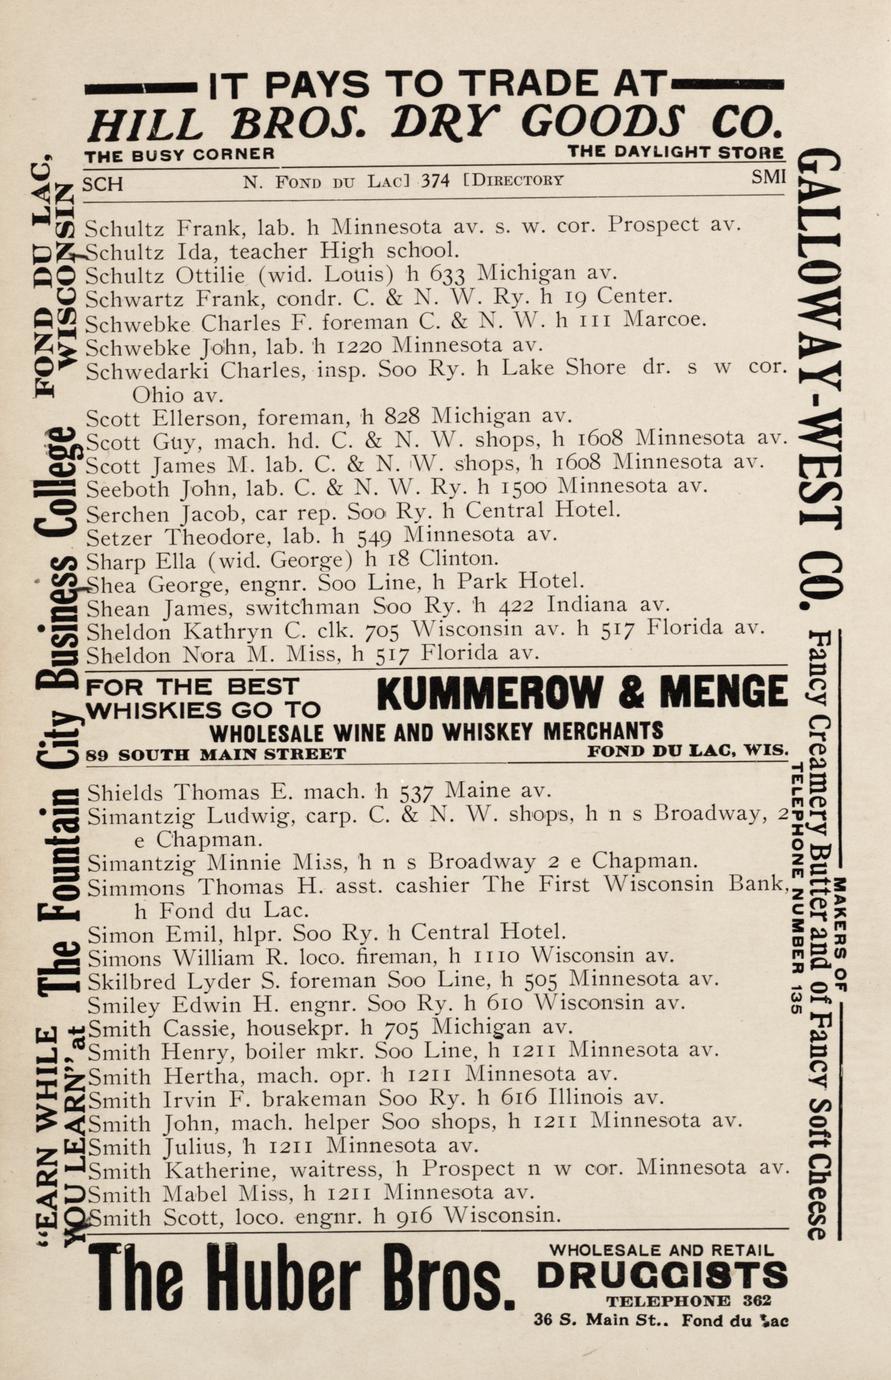 IT PAYS TO TRADE AT
HILL BROS. DRY GOODS CO.
THE BUSY CORNER THE DAYLIGHT STORE
SCH N. FOND DU LAC] 374 [DIRECTORY SMI
Schultz Frank, lab. h Minnesota av. s. w. cor. Prospect av.
Schultz Ida, teacher High school.
Schultz Ottilie (wid. Louis) h 633 Michigan av.
Schwartz Frank, condr. C. & N. W. Ry. h 19 Center.
Schwebke Charles F. foreman C. & N. W. h 111 Marcoe.
Schwebke John, lab. h 1220 Minnesota av.
Schwedarki Charles, insp. Soo Ry. h Lake Shore dr. s w cor.
Ohio av.
Scott Ellerson, foreman, h 828 Michigan av.
Scott Guy, mach. hd. C. & N. W. shops, h 1608 Minnesota av.
Scott James M. lab. C. & N. W. shops, h 1608 Minnesota av.
Seeboth John, lab. C. & N. W. Ry. h 1500 Minnesota av.
Serchen Jacob, car rep. Soo Ry. h Central Hotel.
Setzer Theodore, lab. h 549 Minnesota av.
Sharp Ella (wid. George) h 18 Clinton.
Shea George, engnr. Soo Line, h Park Hotel.
Shean James, switchman Soo Ry. h 422 Indiana av.
Sheldon Kathryn C. clk. 705 Wisconsin av. h 517 Florida av.
Sheldon Nora M. Miss, h 517 Florida av.
FOR THE BEST
WHISKIES GO TO KUMMEROW & MENGE
WHOLESALE WINE AND WHISKEY MERCHANTS
89 SOUTH MAIN STREET FOND DU LAC, WIS.
Shields Thomas E. mach. h 537 Maine av.
Simantzig Ludwig, carp. C. & N. W. shops, h n s Broadway, 2
e Chapman.
Simantzig Minnie Miss, h n s Broadway 2 e Chapman.
Simmons Thomas H. asst. cashier The First Wisconsin Bank,
h Fond du Lac.
Simon Emil, hlpr. Soo Ry. h Central Hotel.
Simons William R. loco. fireman, h 1110 Wisconsin av.
Skilbred Lyder S. foreman Soo Line, h 505 Minnesota av.
Smiley Edwin H. engnr. Soo Ry. h 610 Wisconsin av.
Smith Cassie, housekpr. h 705 Michigan av.
Smith Henry, boiler mkr. Soo Line, h 1211 Minnesota av.
Smith Hertha, mach. opr. h 1211 Minnesota av.
Smith Irvin F. brakeman Soo Ry. h 616 Illinois av.
Smith John, mach. helper Soo shops, h 1211 Minnesota av.
Smith Julius, h 1211 Minnesota av.
Smith Katherine, waitress, h Prospect n w cor. Minnesota av.
Smith Mabel Miss, h 1211 Minnesota av.
Smith Scott, loco. engnr. h 916 Wisconsin.
The Huber Bros.
WHOLESALE AND RETAIL
DRUGGISTS
TELEPHONE 362
36 S. Main St.. Fond du Lac
"EARN WHILE
YOU LEARN" at The Fountain City Business College
FOND DU LAC,
WISCONSIN
GALLOWAY-WEST CO.
MAKERS OF
Fancy Creamery Butter and of Fancy Soft Cheese
TELEPHONE NUMBER 135